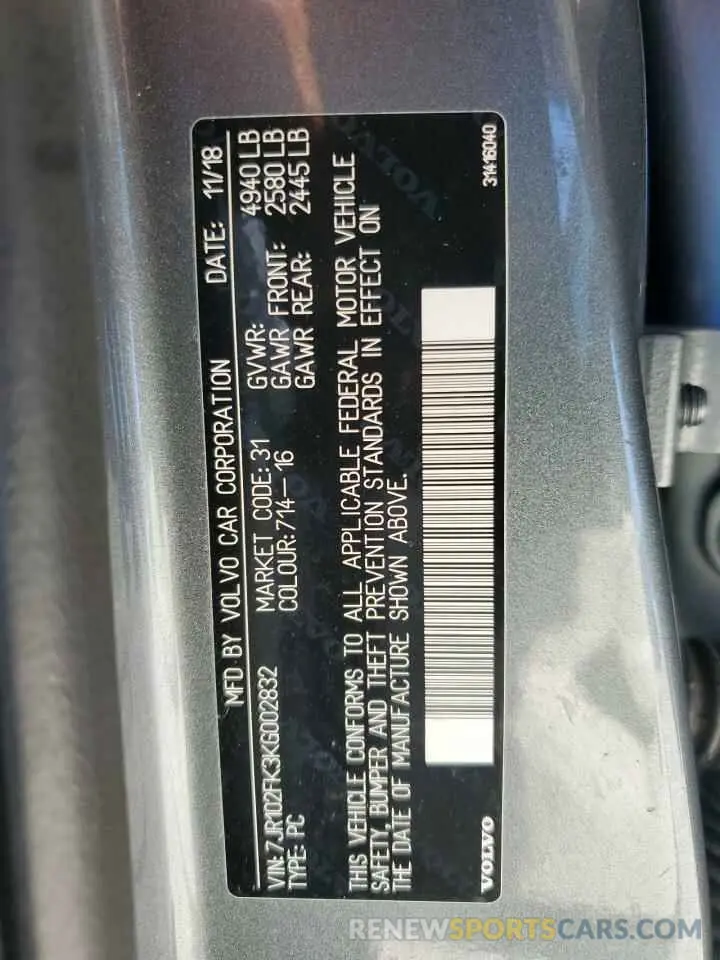 MFD BY VOLVO CAR CORPORATION DATE: 11/18
VIN: 7JR102FK3KG002832 MARKET CODE: 31 GVWR: 4940 LB
TYPE: PC COLOUR: 714-16 GAWR FRONT: 2580 LB
GAWR REAR: 2445 LB
THIS VEHICLE CONFORMS TO ALL APPLICABLE FEDERAL MOTOR VEHICLE
SAFETY, BUMPER AND THEFT PREVENTION STANDARDS IN EFFECT ON
THE DATE OF MANUFACTURE SHOWN ABOVE.
VOLVO 31416040
RENEWSPORTSCARS.COM